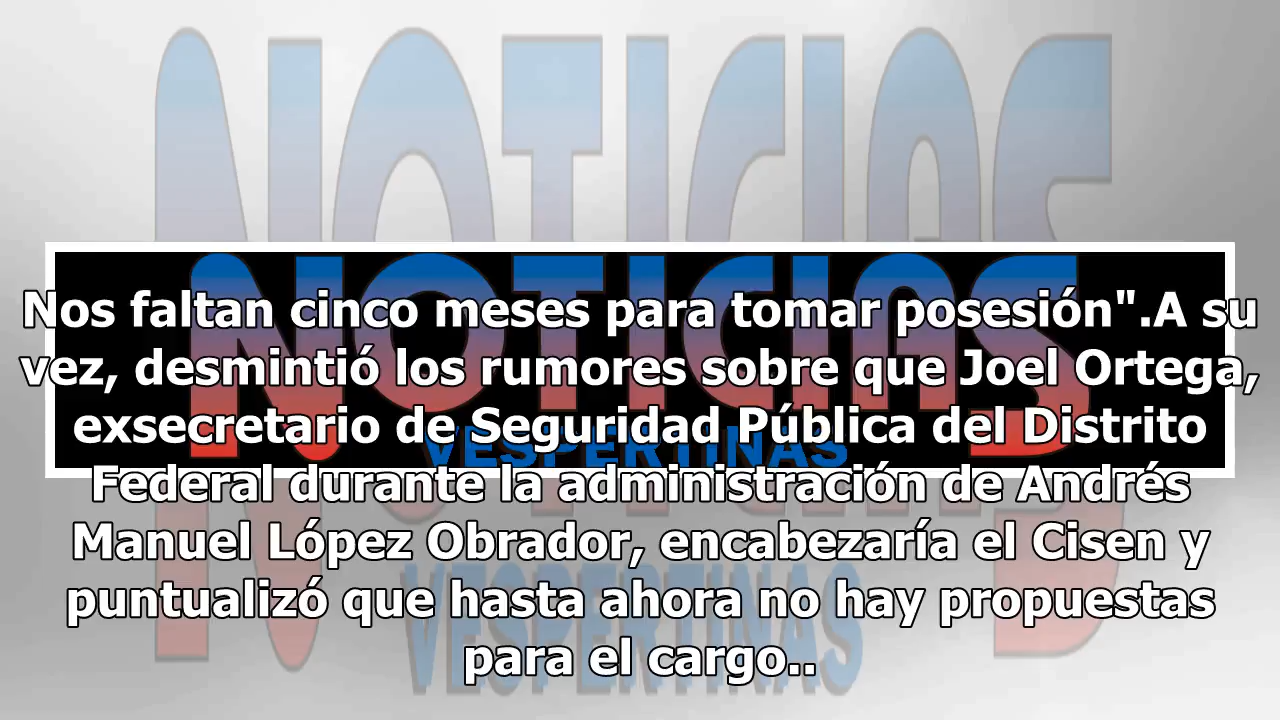 NOTICIAS
VESPERTINAS
NOTICIAS
VESPERTINAS
Nos faltan cinco meses para tomar posesión".A su
vez, desmintió los rumores sobre que Joel Ortega,
exsecretario de Seguridad Pública del Distrito
Federal durante la administración de Andrés
Manuel López Obrador, encabezaría el Cisen y
puntualizó que hasta ahora no hay propuestas
para el cargo..